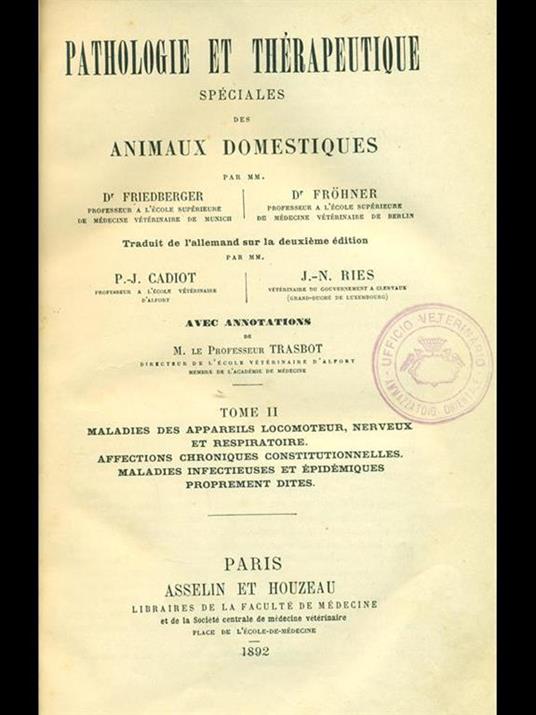 PATHOLOGIE ET THÉRAPEUTIQUE
SPÉCIALES
DES
ANIMAUX DOMESTIQUES
PAR MM.
Dr FRIEDBERGER
PROFESSEUR A L'ÉCOLE SUPÉRIEURE
DE MÉDECINE VÉTÉRINAIRE DE MUNICH
Dr FRÖHNER
PROFESSEUR A L'ÉCOLE SUPÉRIEURE
DE MÉDECINE VÉTÉRINAIRE DE BERLIN
Traduit de l'allemand sur la deuxième édition
PAR MM.
P.-J. CADIOT
PROFESSEUR A L'ÉCOLE VÉTÉRINAIRE
D'ALFORT
J.-N. RIES
VÉTÉRINAIRE DU GOUVERNEMENT A CLERVAUX
(GRAND-DUCHÉ DE LUXEMBOURG)
AVEC ANNOTATIONS
DE
M. LE PROFESSEUR TRASBOT
DIRECTEUR DE L'ÉCOLE VÉTÉRINAIRE D'ALFORT
MEMBRE DE L'ACADÉMIE DE MÉDECINE
UFFICIO VETERINARIO
AMMAZZATOIO ORIENTALE
TOME II
MALADIES DES APPAREILS LOCOMOTEUR, NERVEUX
ET RESPIRATOIRE.
AFFECTIONS CHRONIQUES CONSTITUTIONNELLES.
MALADIES INFECTIEUSES ET ÉPIDÉMIQUES
PROPREMENT DITES.
PARIS
ASSELIN ET HOUZEAU
LIBRAIRES DE LA FACULTÉ DE MÉDECINE
et de la Société centrale de médecine vétérinaire
PLACE DE L'ÉCOLE-DE-MÉDECINE
1892